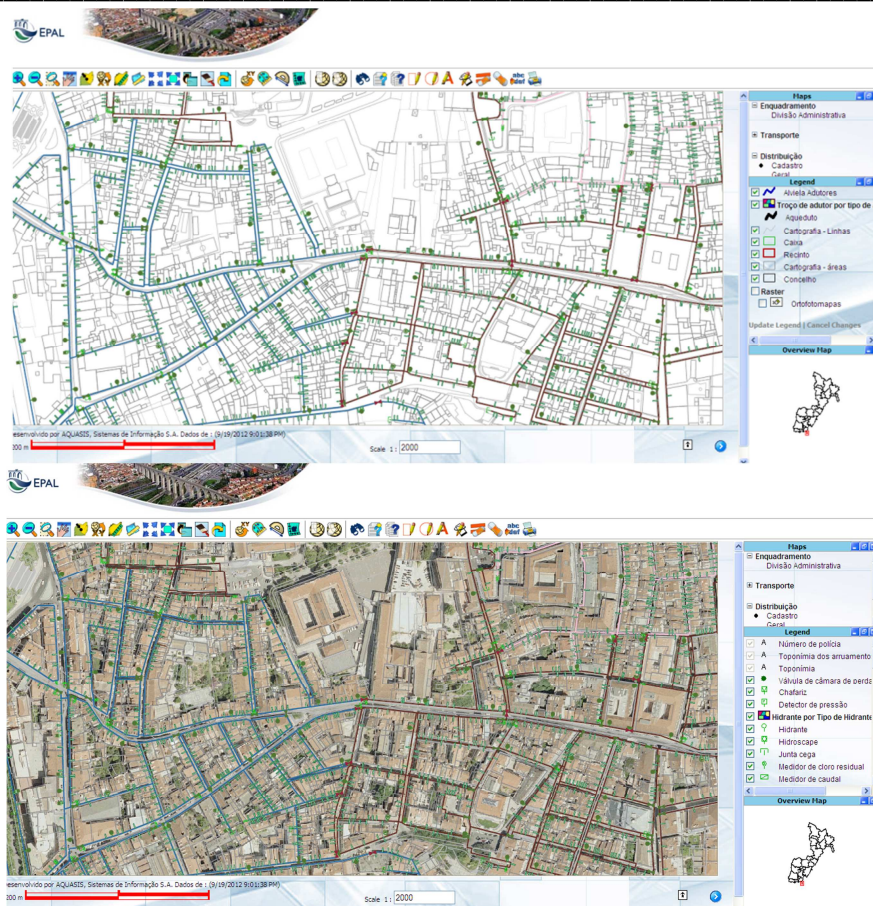 EPAL
Maps
Enquadramento
Divisão Administrativa
Transporte
Distribuição
Cadastro
Geral
Legend
Alviela Adutores
Troço de adutor por tipo de
Aqueduto
Cartografia - Linhas
Caixa
Recinto
Cartografia - áreas
Concelho
Raster
Ortofotomapas
Update Legend | Cancel Changes
Overview Map
esenvolvido por AQUASIS, Sistemas de Informação S.A. Dados de : (9/19/2012 9:01:38 PM)
200 m
Scale 1: 2000
EPAL
Maps
Enquadramento
Divisão Administrativa
Transporte
Distribuição
Cadastro
Geral
Legend
A Número de polícia
A Toponímia dos arruamento
A Toponímia
Válvula de câmara de perda
Chafariz
Detector de pressão
Hidrante por Tipo de Hidrante
Hidrante
Hidroscape
Junta cega
Medidor de cloro residual
Medidor de caudal
Overview Map
esenvolvido por AQUASIS, Sistemas de Informação S.A. Dados de : (9/19/2012 9:01:38 PM)
200 m
Scale 1: 2000